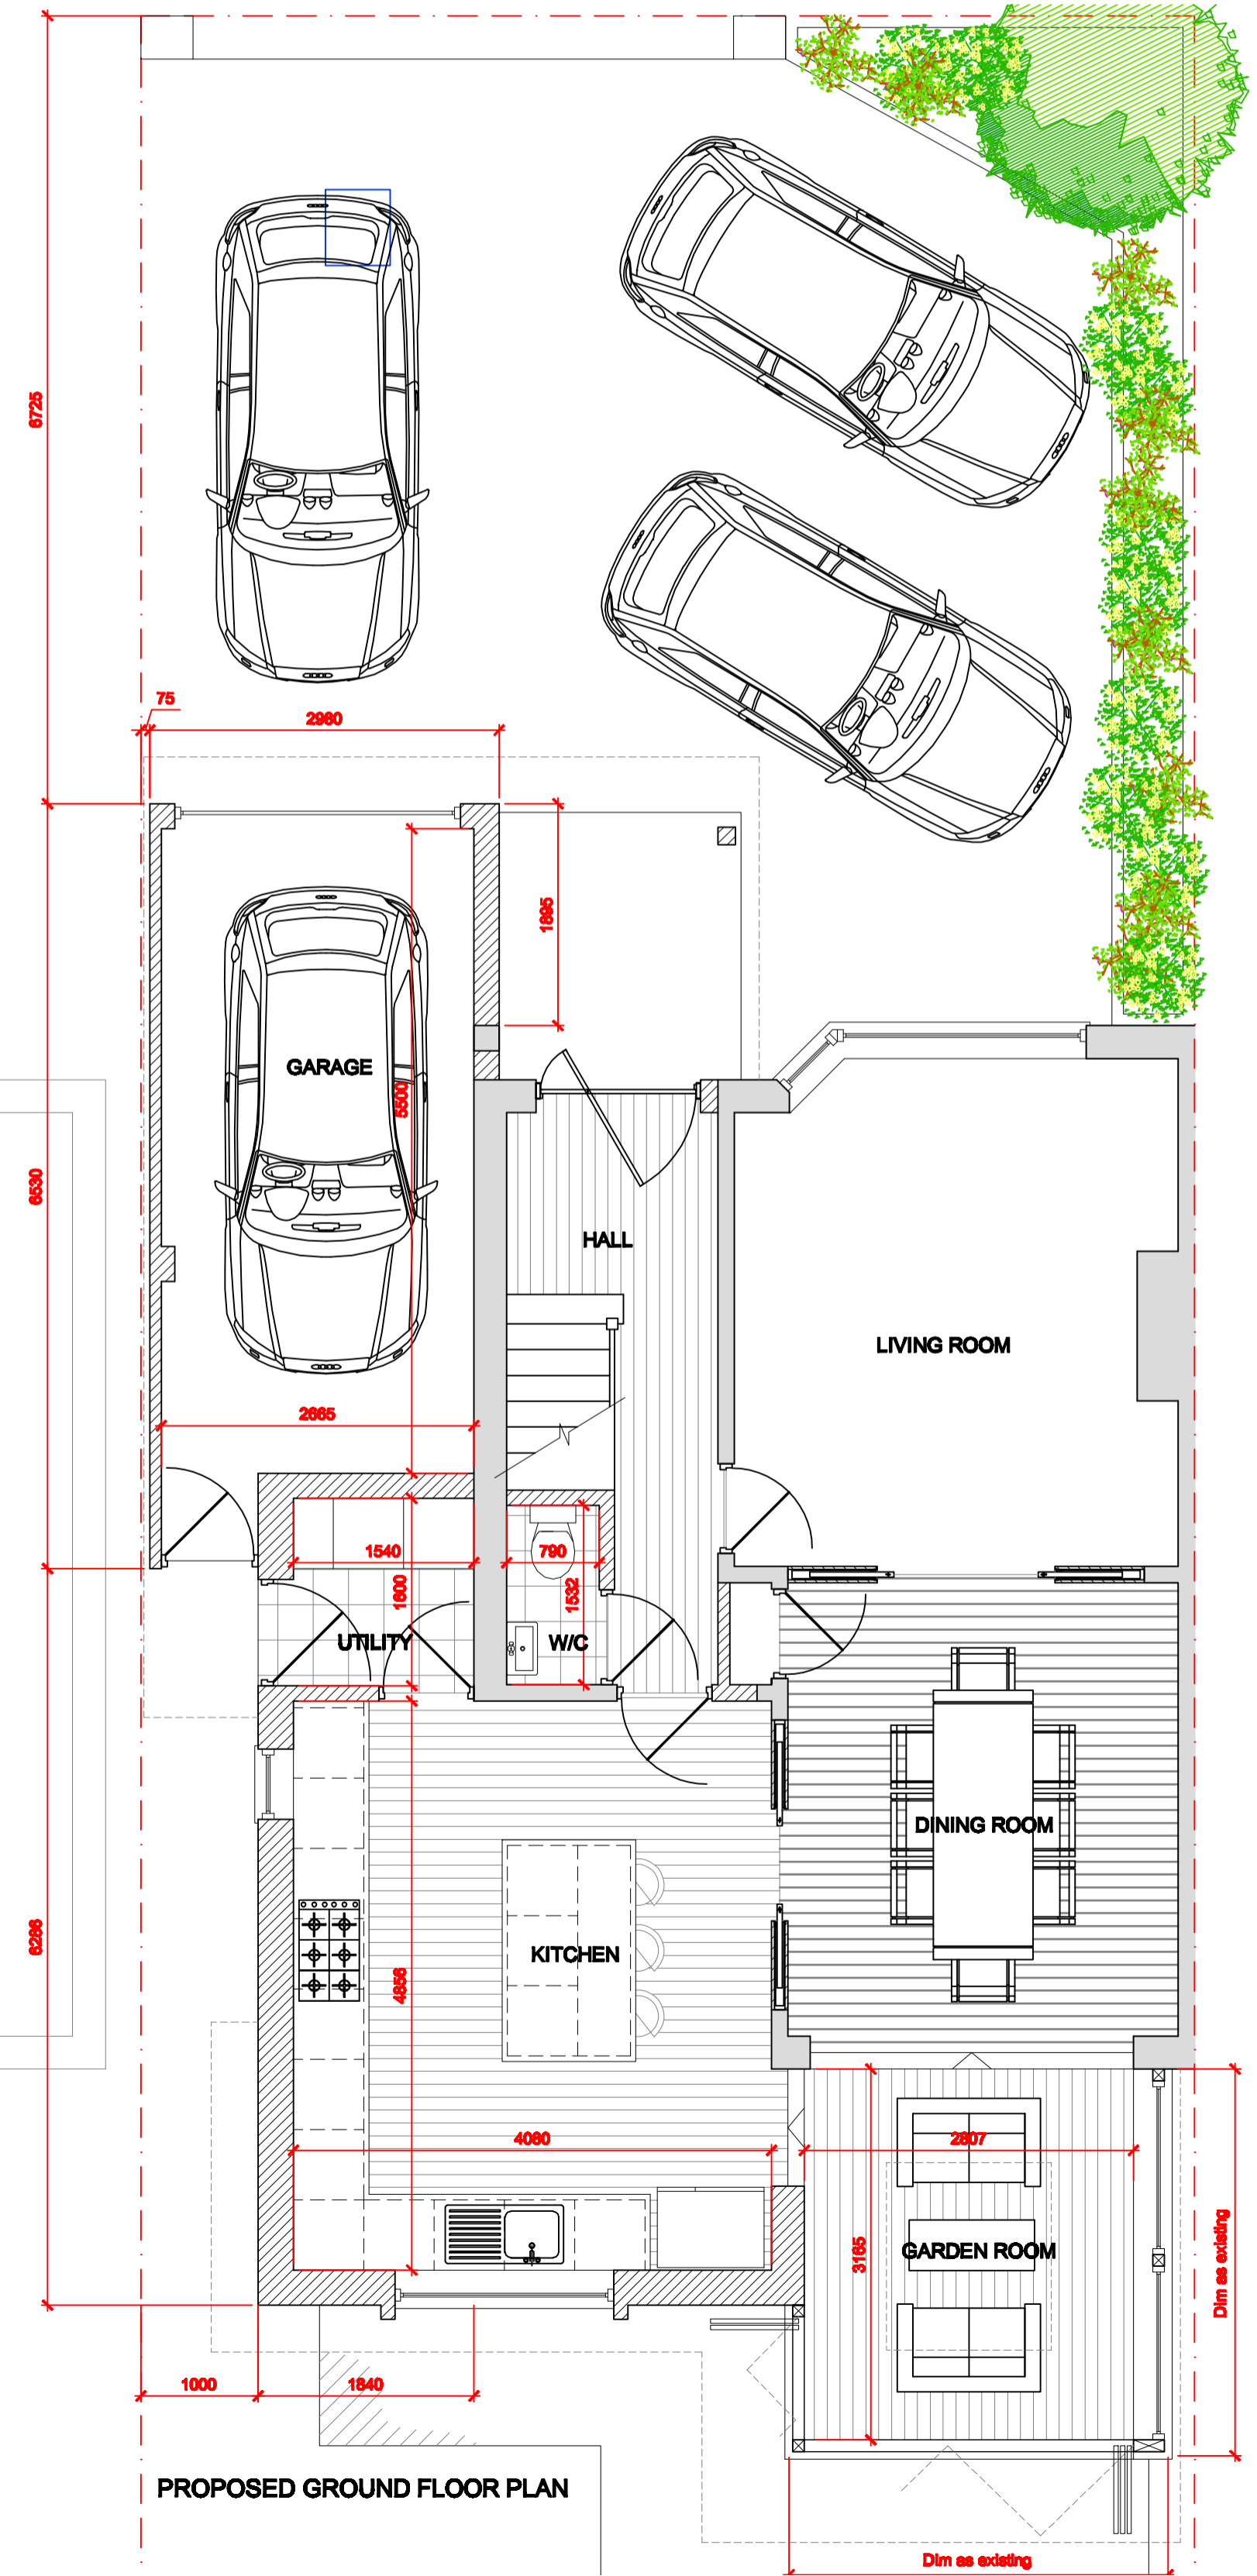 6725
75
2980
1895
GARAGE
5500
6530
HALL
LIVING ROOM
2665
1540
790
1600
1532
UTILITY
W/C
DINING ROOM
6286
KITCHEN
4856
4080
2807
3165
GARDEN ROOM
Dim as existing
1000
1840
PROPOSED GROUND FLOOR PLAN
Dim as existing